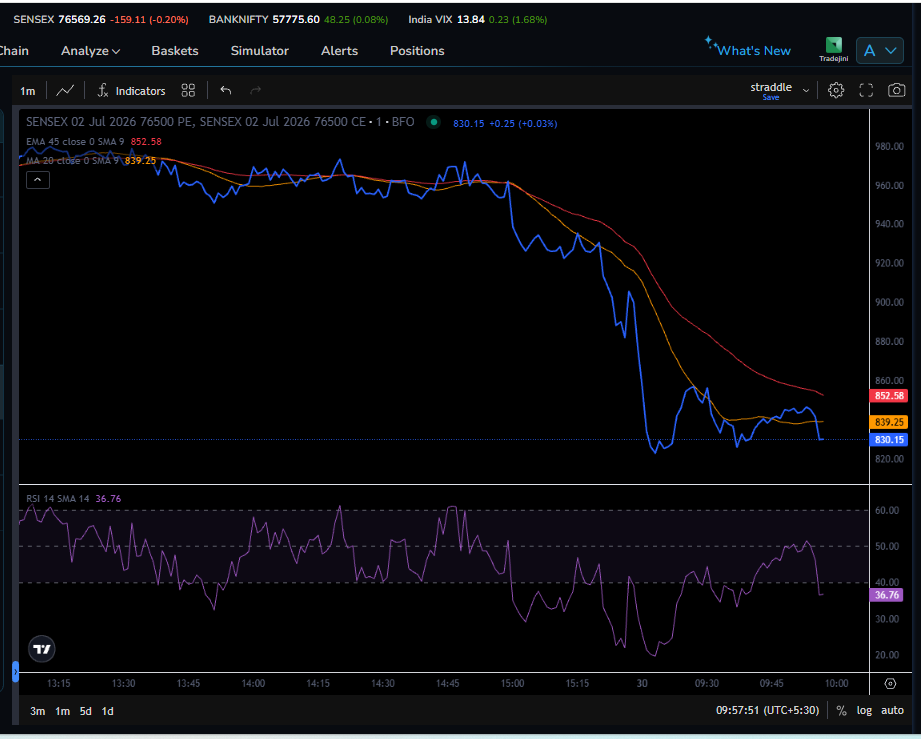 SENSEX 76569.26 -159.11 (-0.20%) BANKNIFTY 57775.60 48.25 (0.08%) India VIX 13.84 0.23 (1.68%)
Chain Analyze Baskets Simulator Alerts Positions What's New Tradejini A
1m Indicators straddle
Save
SENSEX 02 Jul 2026 76500 PE, SENSEX 02 Jul 2026 76500 CE • 1 • BFO 830.15 +0.25 (+0.03%)
EMA 45 close 0 SMA 9 852.58
MA 20 close 0 SMA 9 839.25
980.00
960.00
940.00
920.00
900.00
880.00
860.00
852.58
839.25
830.15
820.00
RSI 14 SMA 14 36.76
60.00
50.00
40.00
36.76
30.00
20.00
13:15 13:30 13:45 14:00 14:15 14:30 14:45 15:00 15:15 30 09:30 09:45 10:00
3m 1m 5d 1d 09:57:51 (UTC+5:30) % log auto